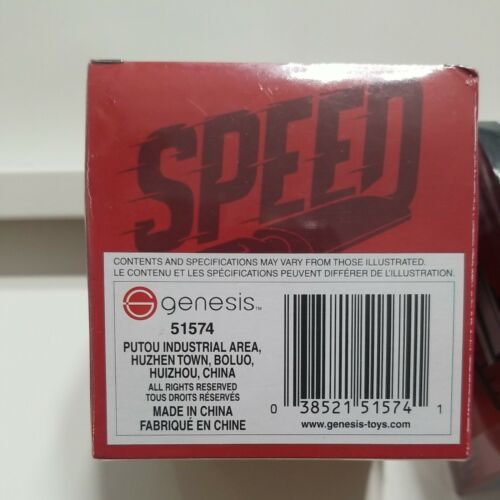 SPEED
CONTENTS AND SPECIFICATIONS MAY VARY FROM THOSE ILLUSTRATED.
LE CONTENU ET LES SPÉCIFICATIONS PEUVENT DIFFÉRER DE L'ILLUSTRATION.
genesis™
51574
PUTOU INDUSTRIAL AREA,
HUZHEN TOWN, BOLUO,
HUIZHOU, CHINA
ALL RIGHTS RESERVED
TOUS DROITS RÉSERVÉS
MADE IN CHINA
FABRIQUÉ EN CHINE
0 38521 51574 1
www.genesis-toys.com